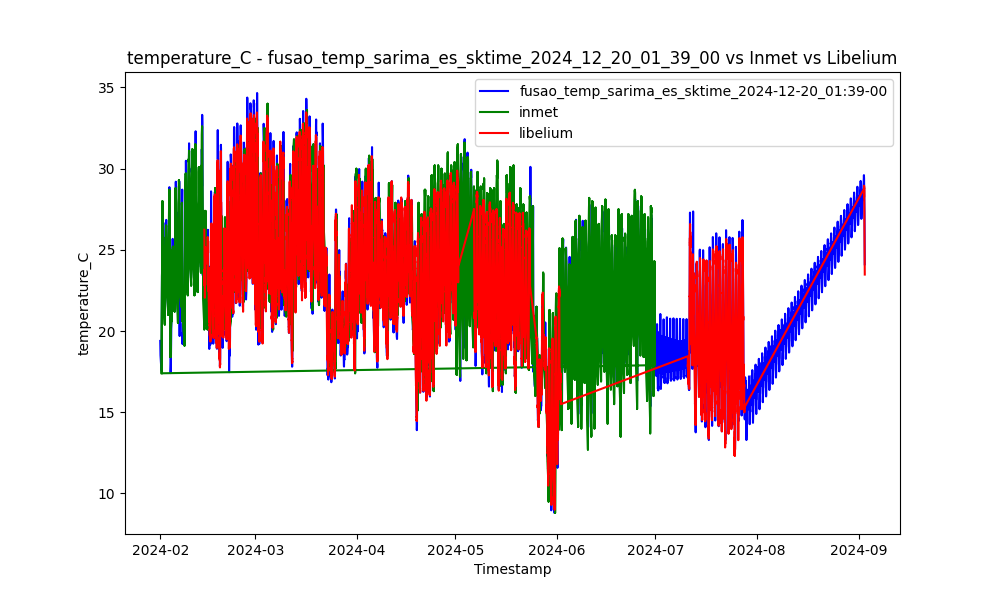 temperature_C - fusao_temp_sarima_es_sktime_2024_12_20_01_39_00 vs Inmet vs Libelium
fusao_temp_sarima_es_sktime_2024-12-20_01:39-00
inmet
libelium
35
30
25
20
15
10
temperature_C
2024-02
2024-03
2024-04
2024-05
2024-06
2024-07
2024-08
2024-09
Timestamp